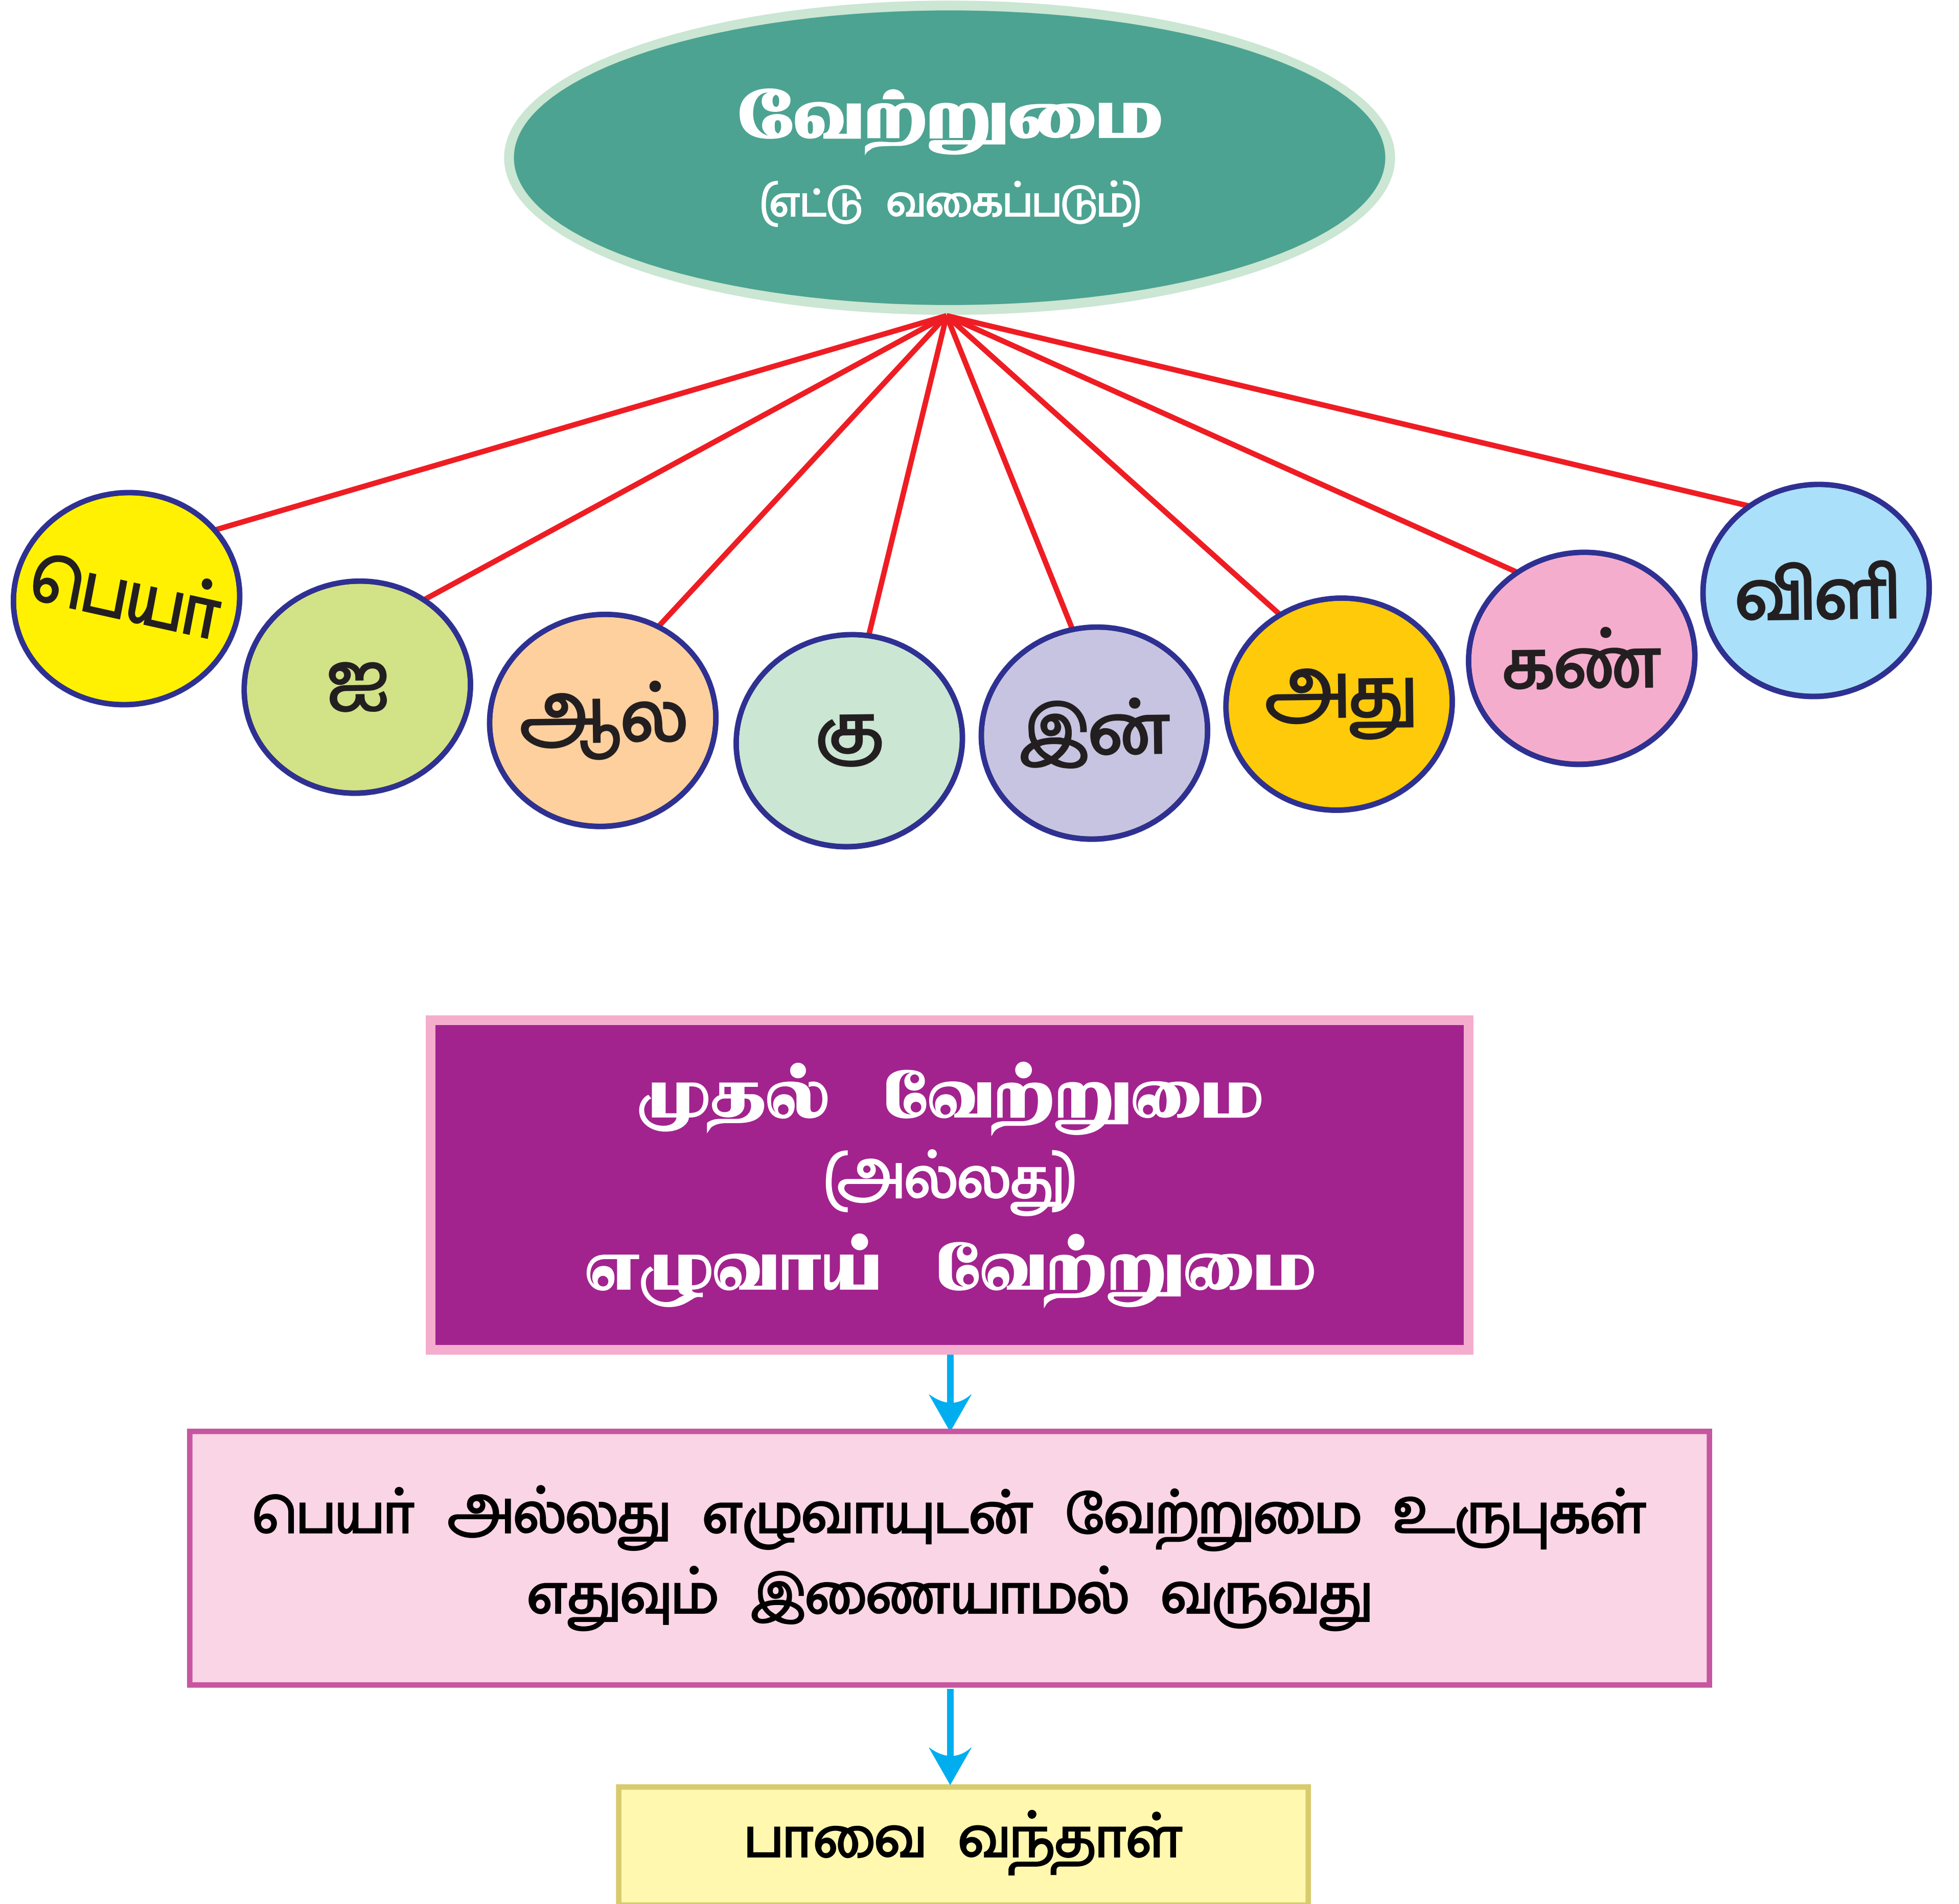 வேற்றுமை
(எட்டு வகைப்படும்)
பெயர்
ஐ
ஆல்
கு
இன்
அது
கண்
விளி
முதல் வேற்றுமை
(அல்லது)
எழுவாய் வேற்றுமை
பெயர் அல்லது எழுவாயுடன் வேற்றுமை உருபுகள்
எதுவும் இணையாமல் வருவது
பாவை வந்தாள்